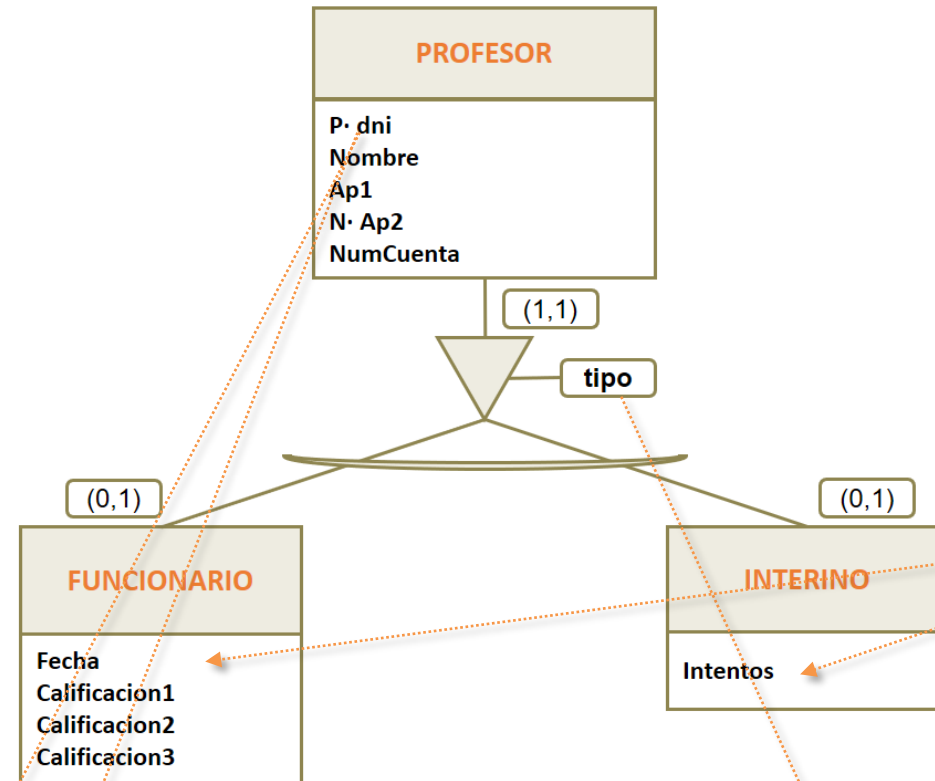 PROFESOR
P· dni
Nombre
Ap1
N· Ap2
NumCuenta
(1,1)
tipo
(0,1)
(0,1)
FUNCIONARIO
INTERINO
Fecha
Calificacion1
Calificacion2
Calificacion3
Intentos